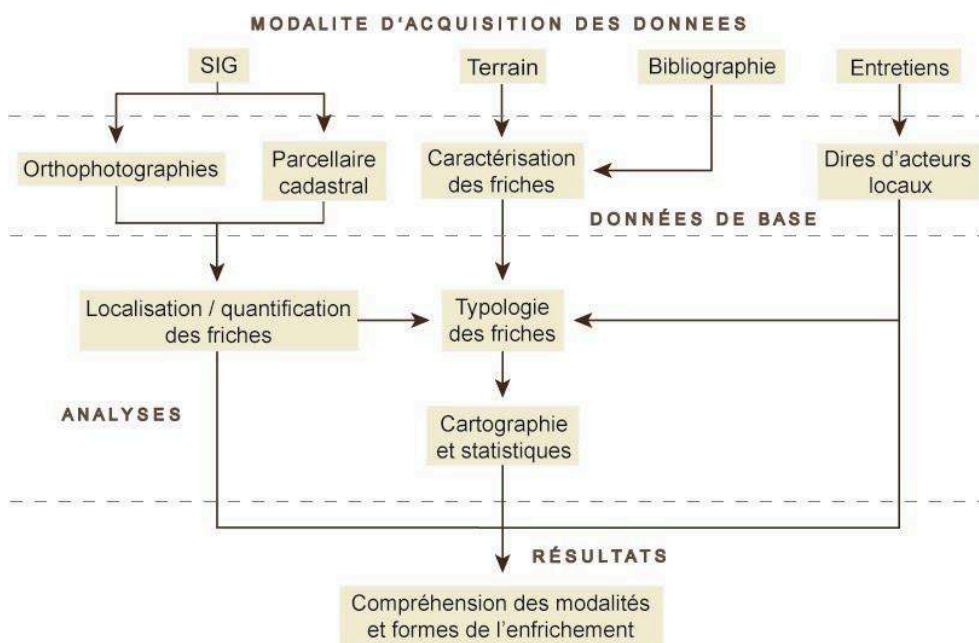 MODALITE D'ACQUISITION DES DONNEES
SIG
Terrain
Bibliographie
Entretiens
Orthophotographies
Parcellaire
cadastral
Caractérisation
des friches
Dires d'acteurs
locaux
DONNÉES DE BASE
Localisation / quantification
des friches
Typologie
des friches
ANALYSES
Cartographie
et statistiques
RÉSULTATS
Compréhension des modalités
et formes de l'enfrichement